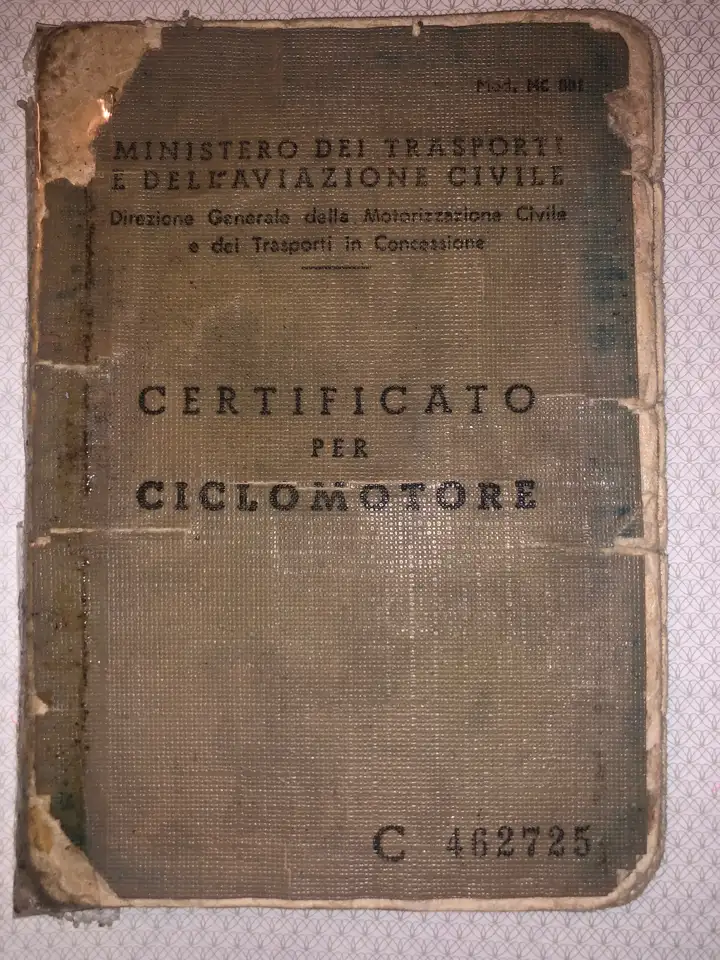 Mod. MC 801
MINISTERO DEI TRASPORTI
E DELL'AVIAZIONE CIVILE
Direzione Generale della Motorizzazione Civile
e dei Trasporti in Concessione
CERTIFICATO
PER
CICLOMOTORE
C 462725